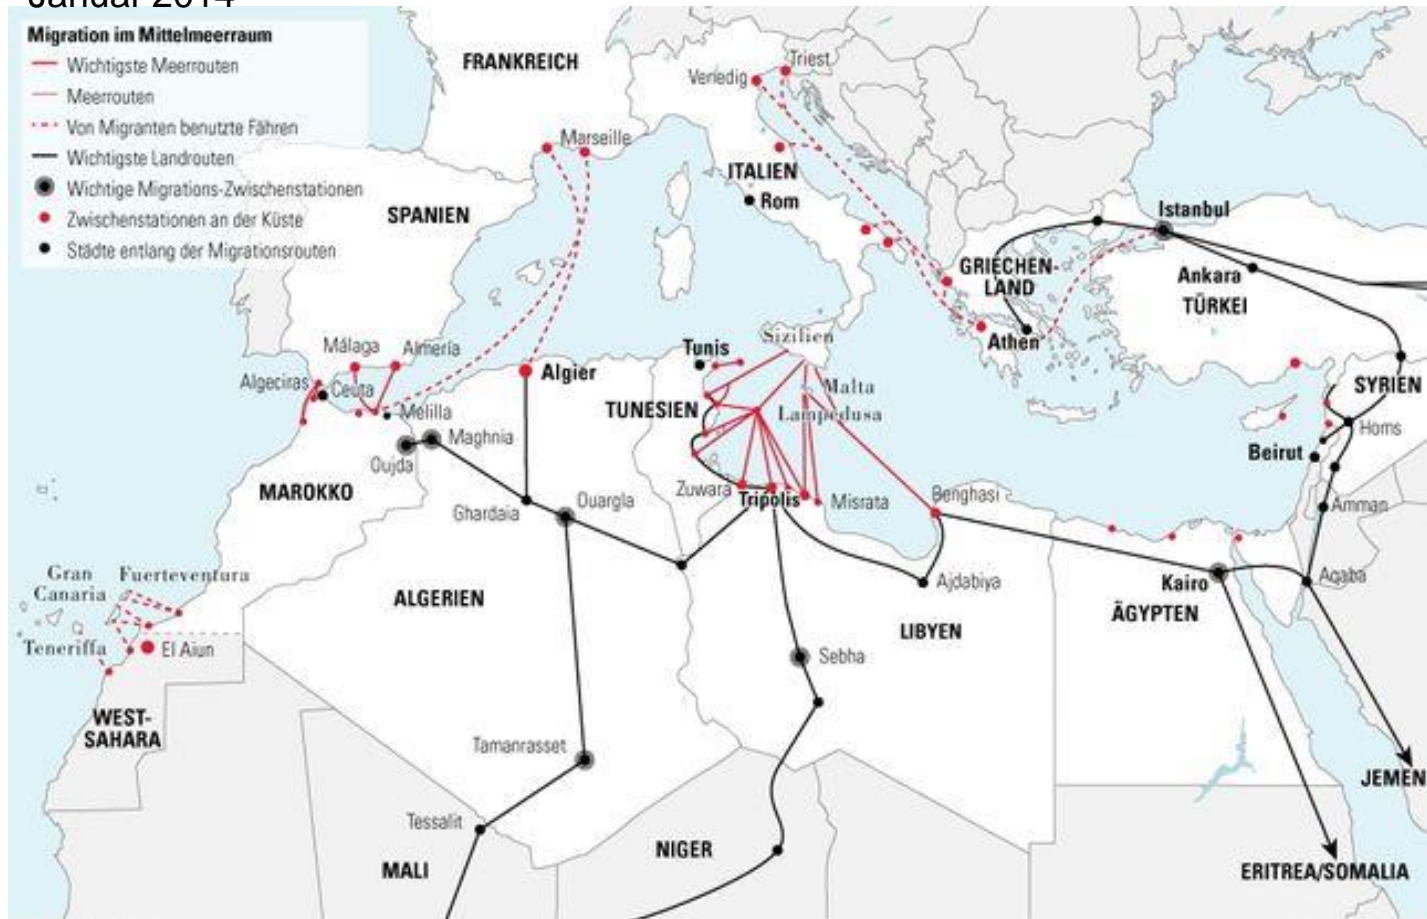 Januar 2014
Migration im Mittelmeerraum
Wichtigste Meerrouten
Meerrouten
Von Migranten benutzte Fähren
Wichtigste Landrouten
Wichtige Migrations-Zwischenstationen
Zwischenstationen an der Küste
Städte entlang der Migrationsrouten
FRANKREICH
Venedig
Triest
Marseille
ITALIEN
Rom
SPANIEN
Istanbul
GRIECHEN-
LAND
Ankara
TÜRKEI
Athen
Sizilien
Málaga
Almería
Tunis
Algeciras
Ceuta
Algier
Malta
SYRIEN
Melilla
TUNESIEN
Lampedusa
Maghnia
Homs
Oujda
Beirut
MAROKKO
Ghardaia
Ouargla
Zuwara
Tripolis
Misrata
Benghasi
Amman
Gran
Canaria
Fuerteventura
ALGERIEN
Ajdabiya
Kairo
Aqaba
ÄGYPTEN
LIBYEN
Teneriffa
El Aiun
Sebha
WEST-
SAHARA
Tamanrasset
JEMEN
Tessalit
MALI
NIGER
ERITREA/SOMALIA